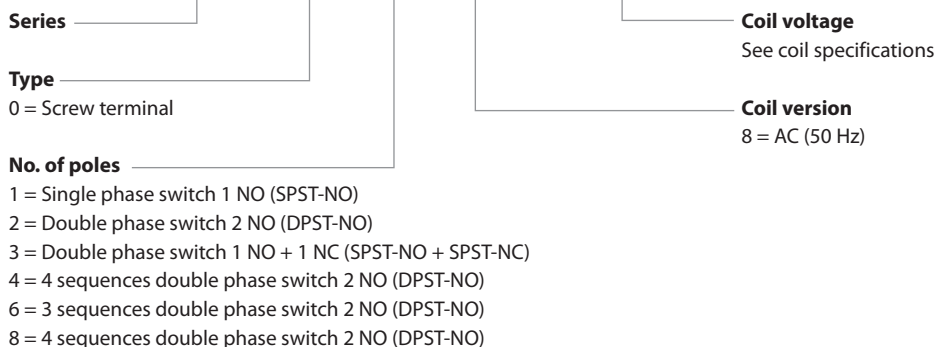 Series
Type
0 = Screw terminal
No. of poles
1 = Single phase switch 1 NO (SPST-NO)
2 = Double phase switch 2 NO (DPST-NO)
3 = Double phase switch 1 NO + 1 NC (SPST-NO + SPST-NC)
4 = 4 sequences double phase switch 2 NO (DPST-NO)
6 = 3 sequences double phase switch 2 NO (DPST-NO)
8 = 4 sequences double phase switch 2 NO (DPST-NO)
Coil voltage
See coil specifications
Coil version
8 = AC (50 Hz)